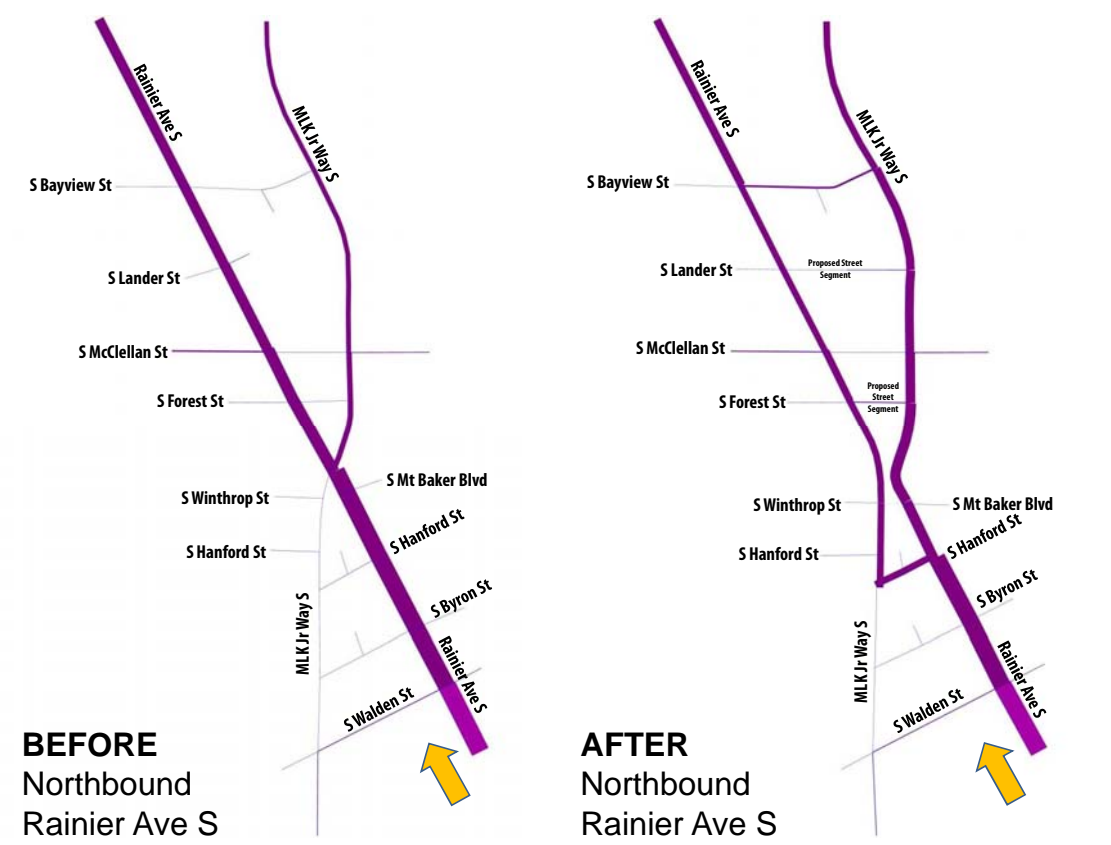 Rainier Ave S
MLK Jr Way S
S Bayview St
S Lander St
S McClellan St
S Forest St
S Mt Baker Blvd
S Winthrop St
S Hanford St
S Hanford St
S Byron St
MLK Jr Way S
Rainier Ave S
S Walden St
BEFORE
Northbound
Rainier Ave S
Rainier Ave S
MLK Jr Way S
S Bayview St
S Lander St
Proposed Street
Segment
S McClellan St
Proposed
Street
Segment
S Forest St
S Winthrop St
S Mt Baker Blvd
S Hanford St
S Hanford St
S Byron St
MLK Jr Way S
Rainier Ave S
S Walden St
AFTER
Northbound
Rainier Ave S